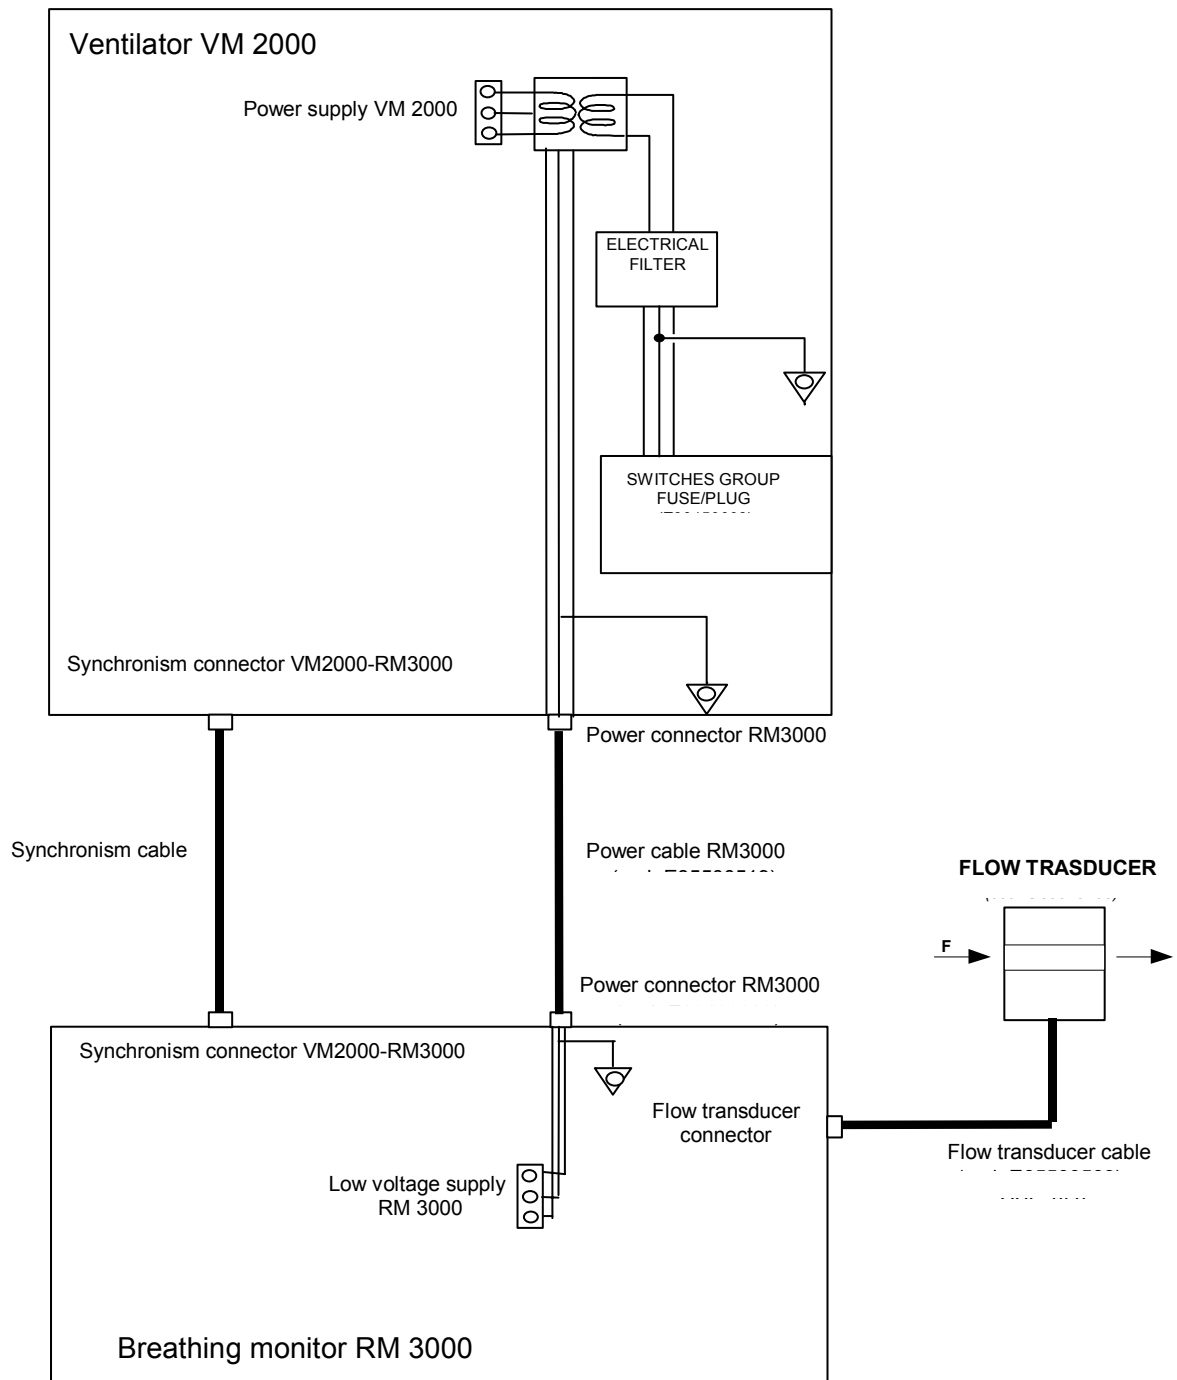 Ventilator VM 2000
Power supply VM 2000
ELECTRICAL
FILTER
SWITCHES GROUP
FUSE/PLUG
Synchronism connector VM2000-RM3000
Power connector RM3000
Synchronism cable
Power cable RM3000
FLOW TRASDUCER
F
Power connector RM3000
Synchronism connector VM2000-RM3000
Flow transducer
connector
Flow transducer cable
Low voltage supply
RM 3000
Breathing monitor RM 3000